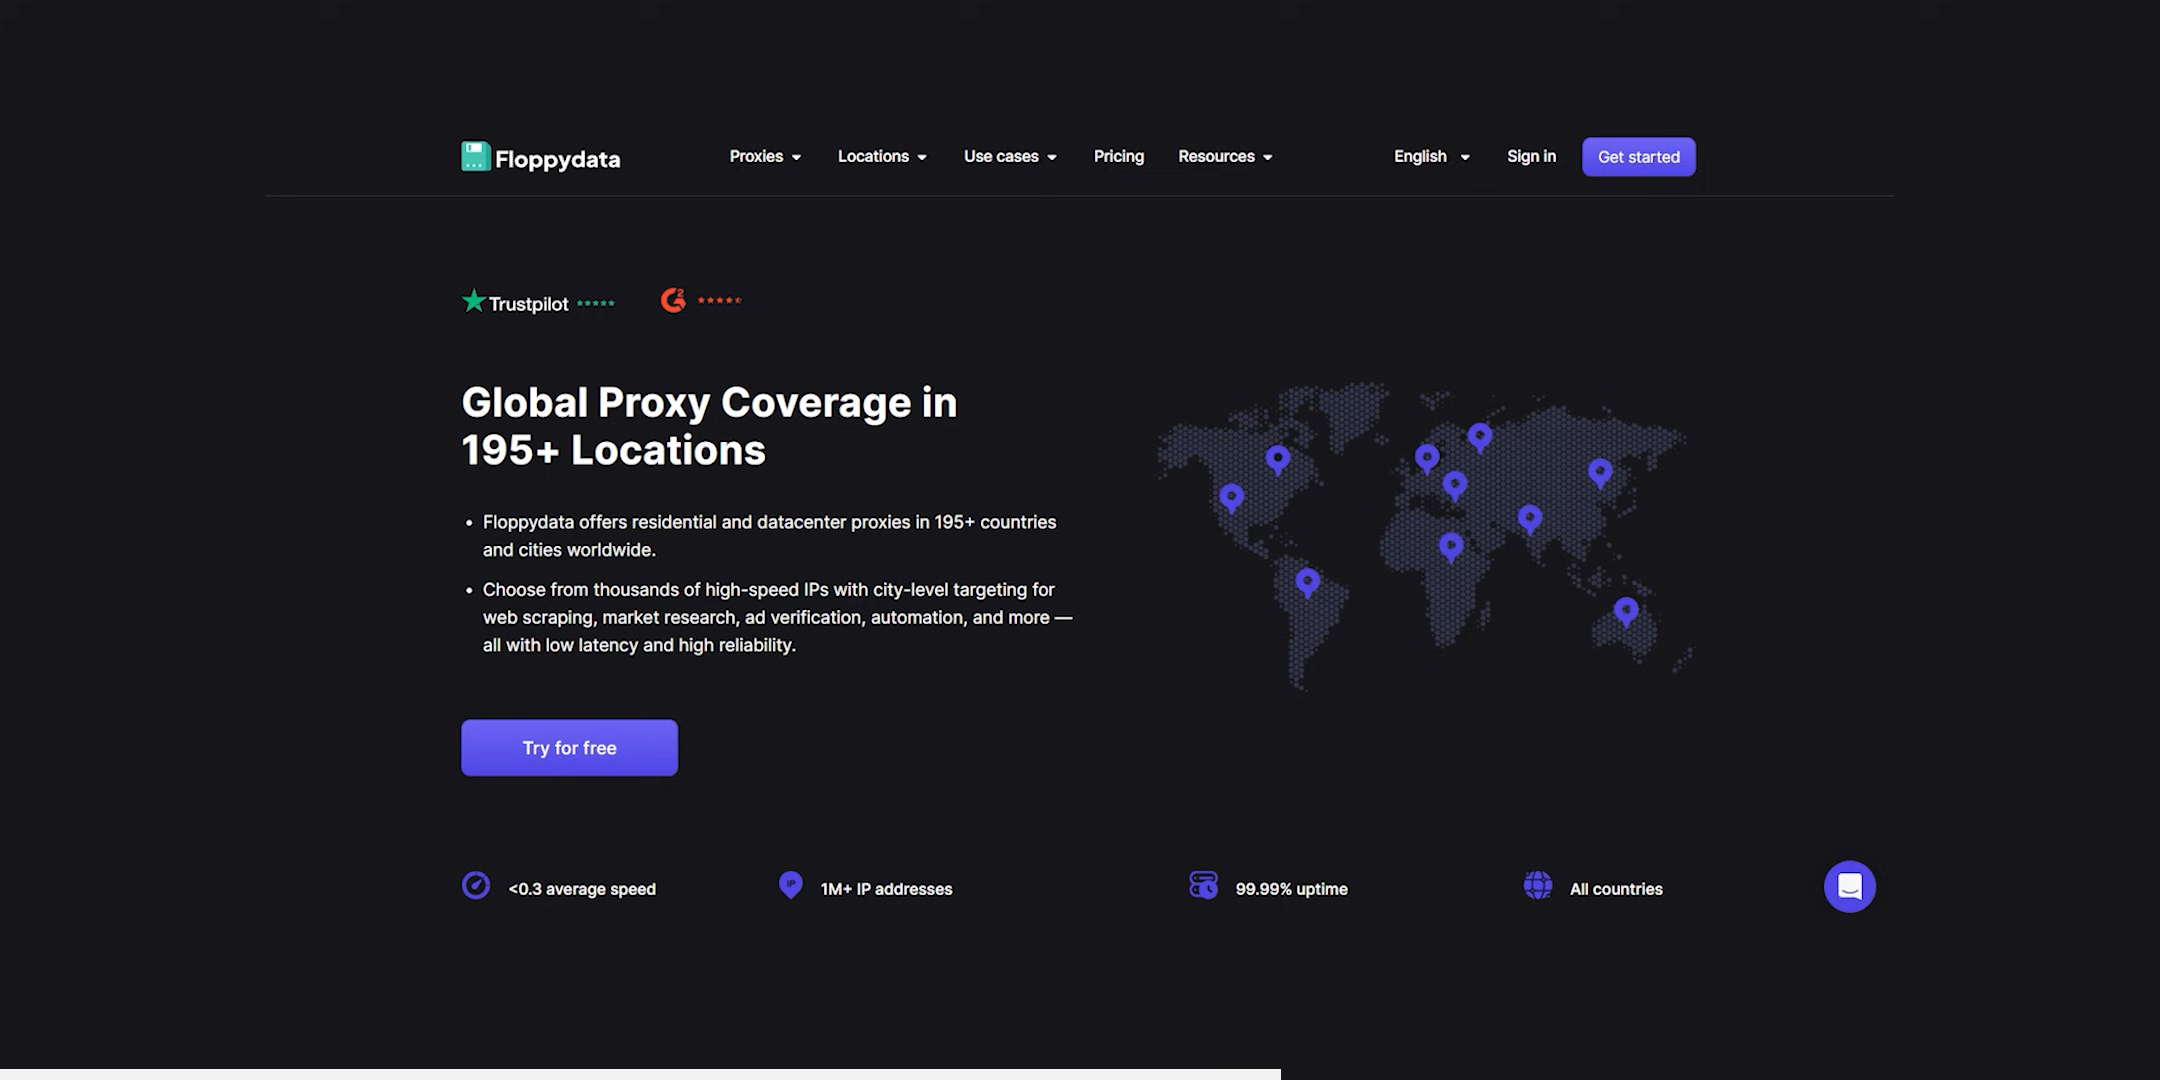 Floppydata
Proxies
Locations
Use cases
Pricing
Resources
English
Sign in
Get started
Trustpilot
Global Proxy Coverage in
195+ Locations
• Floppydata offers residential and datacenter proxies in 195+ countries
and cities worldwide.
• Choose from thousands of high-speed IPs with city-level targeting for
web scraping, market research, ad verification, automation, and more —
all with low latency and high reliability.
Try for free
<0.3 average speed
IP
1M+ IP addresses
99.99% uptime
All countries